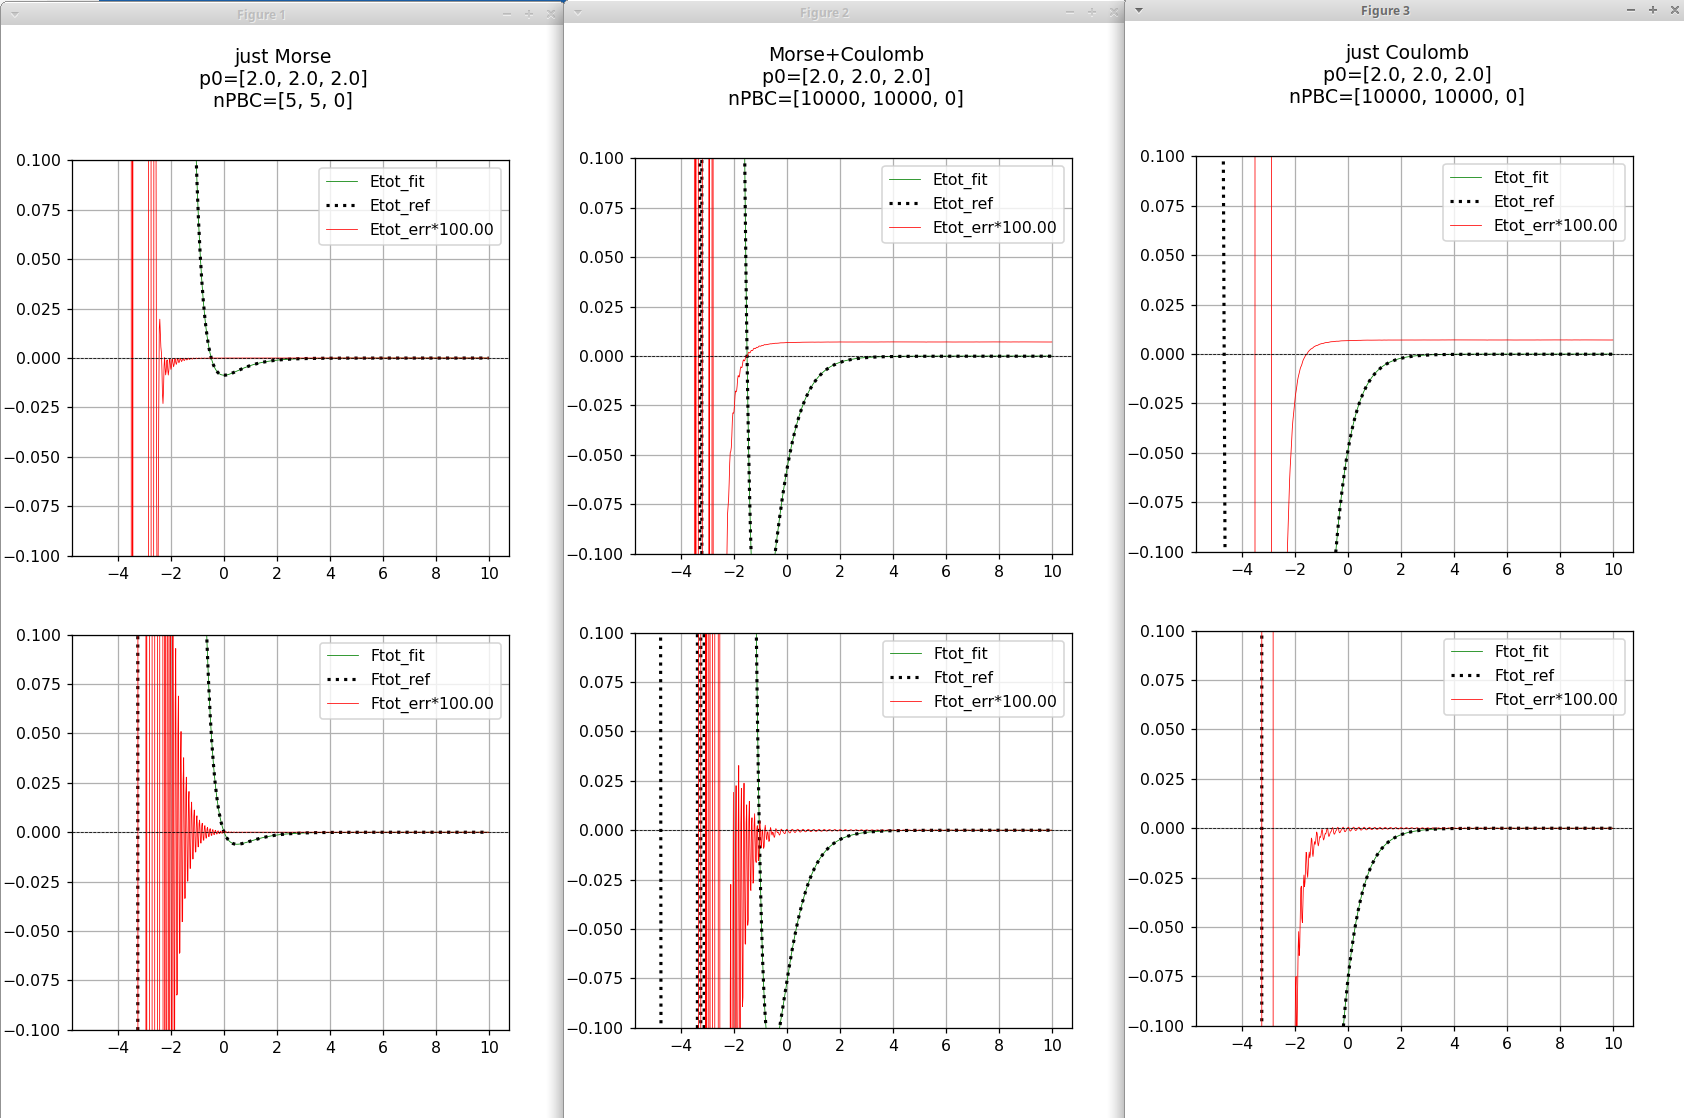 Figure 1
just Morse
p0=[2.0, 2.0, 2.0]
nPBC=[5, 5, 0]
0.100
0.075
0.050
0.025
0.000
−0.025
−0.050
−0.075
−0.100
Etot_fit
Etot_ref
Etot_err*100.00
−4 −2 0 2 4 6 8 10
0.100
0.075
0.050
0.025
0.000
−0.025
−0.050
−0.075
−0.100
Ftot_fit
Ftot_ref
Ftot_err*100.00
−4 −2 0 2 4 6 8 10
Figure 2
Morse+Coulomb
p0=[2.0, 2.0, 2.0]
nPBC=[10000, 10000, 0]
0.100
0.075
0.050
0.025
0.000
−0.025
−0.050
−0.075
−0.100
Etot_fit
Etot_ref
Etot_err*100.00
−4 −2 0 2 4 6 8 10
0.100
0.075
0.050
0.025
0.000
−0.025
−0.050
−0.075
−0.100
Ftot_fit
Ftot_ref
Ftot_err*100.00
−4 −2 0 2 4 6 8 10
Figure 3
just Coulomb
p0=[2.0, 2.0, 2.0]
nPBC=[10000, 10000, 0]
0.100
0.075
0.050
0.025
0.000
−0.025
−0.050
−0.075
−0.100
Etot_fit
Etot_ref
Etot_err*100.00
−4 −2 0 2 4 6 8 10
0.100
0.075
0.050
0.025
0.000
−0.025
−0.050
−0.075
−0.100
Ftot_fit
Ftot_ref
Ftot_err*100.00
−4 −2 0 2 4 6 8 10